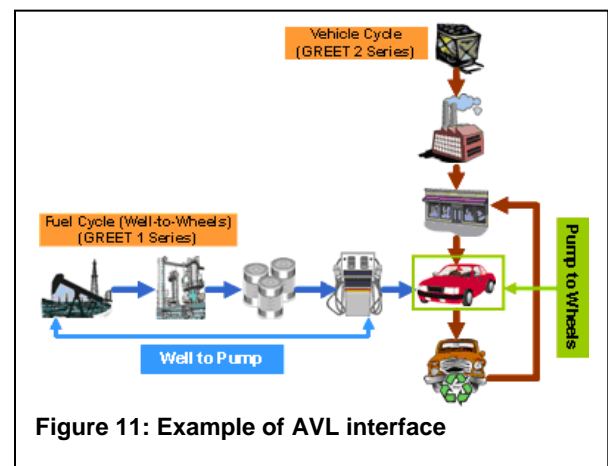 Vehicle Cycle
(GREET 2 Series)
Fuel Cycle (Well-to-Wheels)
(GREET 1 Series)
Pump to Wheels
Well to Pump
Figure 11: Example of AVL interface